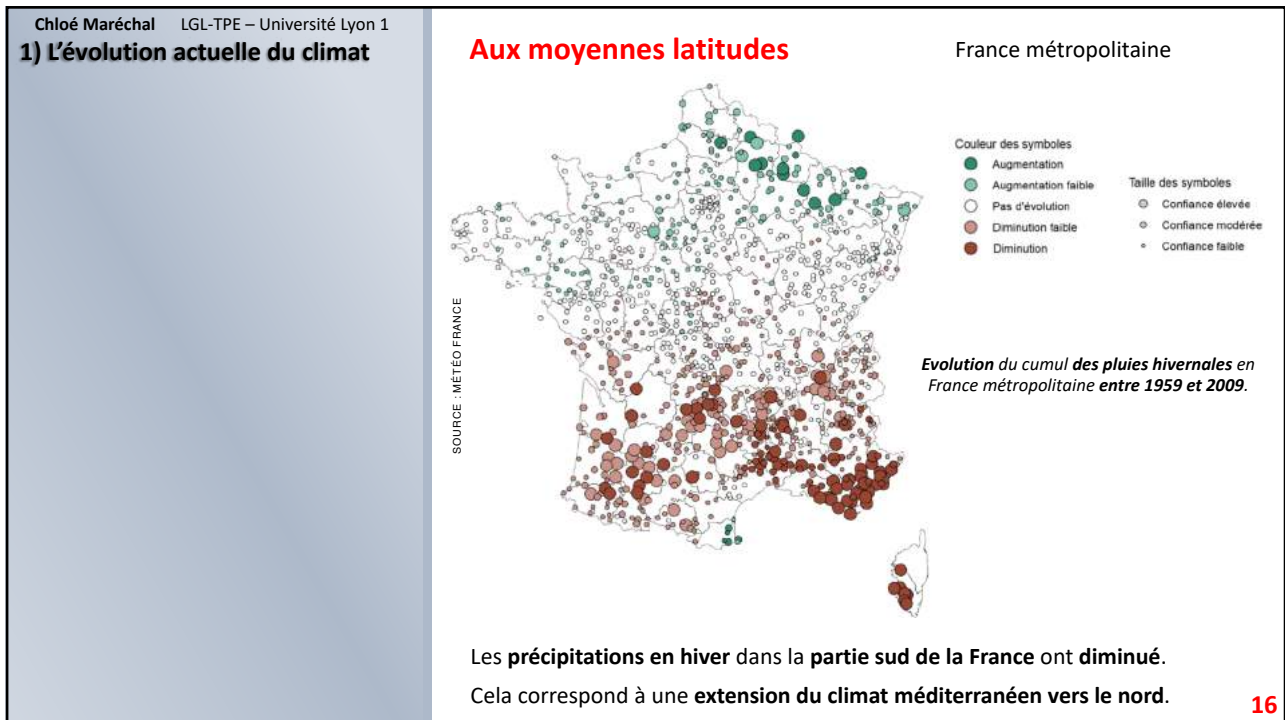 Chloé Maréchal LGL-TPE – Université Lyon 1
1) L'évolution actuelle du climat
Aux moyennes latitudes
France métropolitaine
Couleur des symboles
Augmentation
Augmentation faible
Pas d'évolution
Diminution faible
Diminution
Taille des symboles
Confiance élevée
Confiance modérée
Confiance faible
SOURCE : MÉTÉO FRANCE
Evolution du cumul des pluies hivernales en
France métropolitaine entre 1959 et 2009.
Les précipitations en hiver dans la partie sud de la France ont diminué.
Cela correspond à une extension du climat méditerranéen vers le nord.
16